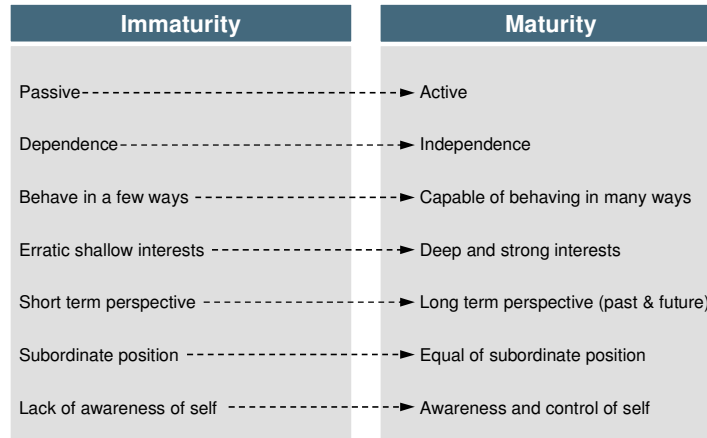 Immaturity Maturity
Passive Active
Dependence Independence
Behave in a few ways Capable of behaving in many ways
Erratic shallow interests Deep and strong interests
Short term perspective Long term perspective (past & future)
Subordinate position Equal of subordinate position
Lack of awareness of self Awareness and control of self